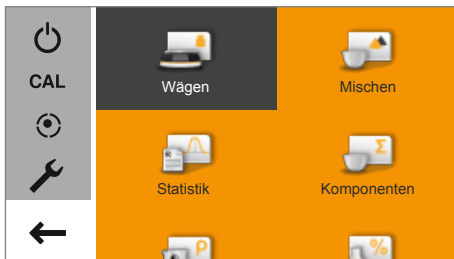 CAL
Wägen
Mischen
Σ
Statistik
Komponenten
ρ
%